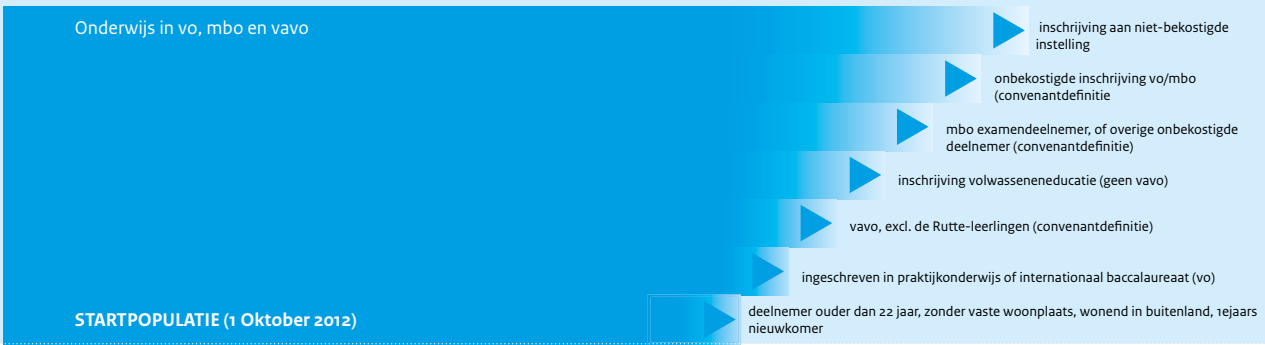 Onderwijs in vo, mbo en vavo
inschrijving aan niet-bekostigde
instelling
onbekostigde inschrijving vo/mbo
(convenantdefinitie
mbo examendeelnemer, of overige onbekostigde
deelnemer (convenantdefinitie)
inschrijving volwasseneneducatie (geen vavo)
vavo, excl. de Rutte-leerlingen (convenantdefinitie)
ingeschreven in praktijkonderwijs of internationaal baccalaureaat (vo)
STARTPOPULATIE (1 Oktober 2012)
deelnemer ouder dan 22 jaar, zonder vaste woonplaats, wonend in buitenland, 1ejaars
nieuwkomer